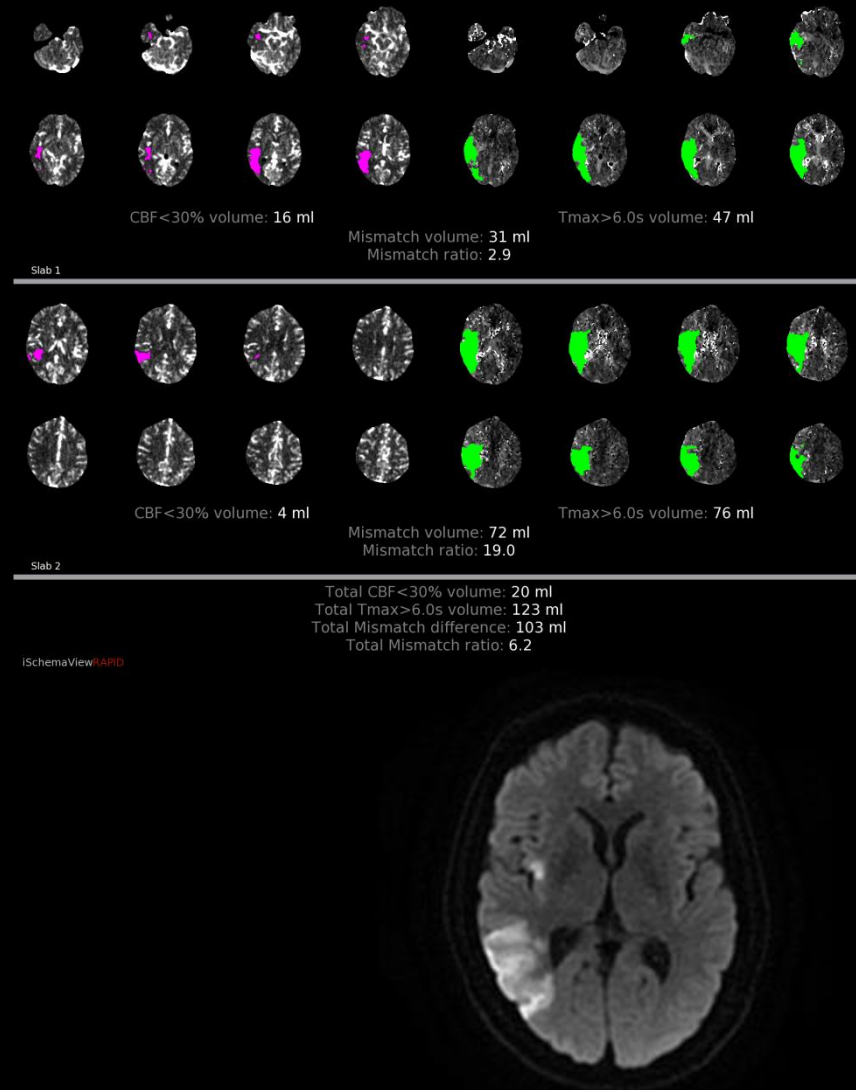 CBF<30% volume: 16 ml
Tmax>6.0s volume: 47 ml
Mismatch volume: 31 ml
Mismatch ratio: 2.9
Slab 1
CBF<30% volume: 4 ml
Tmax>6.0s volume: 76 ml
Mismatch volume: 72 ml
Mismatch ratio: 19.0
Slab 2
Total CBF<30% volume: 20 ml
Total Tmax>6.0s volume: 123 ml
Total Mismatch difference: 103 ml
Total Mismatch ratio: 6.2
iSchemaViewRAPID